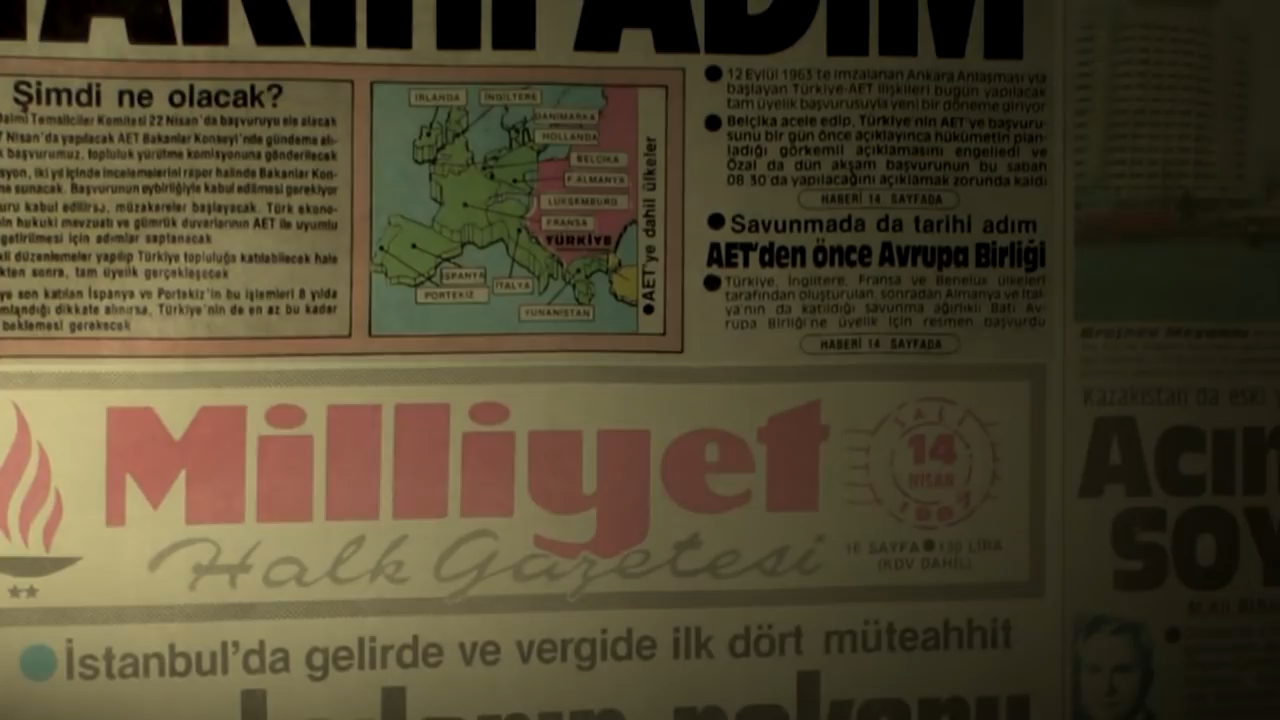 TARİHİ ADIM
Şimdi ne olacak?
Daimi Temsilciler Komitesi 22 Nisan'da başvuruyu ele alacak
Nisan'da yapılacak AET Bakanlar Konseyi'nde gündeme alı-
başvurumuz, topluluk yürütme komisyonuna gönderilecek
iki yıl içinde incelemelerini rapor halinde Bakanlar Kon-
sunacak. Başvurunun oybirliğiyle kabul edilmesi gerekiyor
kabul edilirse, müzakereler başlayacak. Türk ekono-
hukuki mevzuatı ve gümrük duvarlarının AET ile uyumlu
getirilmesi için adımlar saptanacak
düzenlemeler yapılıp Türkiye topluluğa katılabilecek hale
sonra, tam üyelik gerçekleşecek
son katılan İspanya ve Portekiz'in bu işlemleri 8 yılda
dikkate alınırsa, Türkiye'nin de en az bu kadar
beklemesi gerekecek
İRLANDA
İNGİLTERE
DANİMARKA
HOLLANDA
BELÇİKA
F.ALMANYA
LÜKSEMBURG
FRANSA
TÜRKİYE
İSPANYA
İTALYA
PORTEKİZ
YUNANİSTAN
●AET'ye dahil ülkeler
● 12 Eylül 1963'te imzalanan Ankara Anlaşması'yla
başlayan Türkiye-AET ilişkileri bugün yapılacak
tam üyelik başvurusuyla yeni bir döneme giriyor
● Belçika acele edip, Türkiye'nin AET'ye başvuru-
sunu bir gün önce açıklayınca hükümetin plan-
ladığı görkemli açıklamasını engelledi ve
Özal da dün akşam başvurunun bu sabah
08.30'da yapılacağını açıklamak zorunda kaldı
HABERİ 14 SAYFADA
● Savunmada da tarihi adım
AET'den önce Avrupa Birliği
● Türkiye, İngiltere, Fransa ve Benelux ülkeleri
tarafından oluşturulan, sonradan Almanya ve İtal-
ya'nın da katıldığı savunma ağırlıklı Batı Av-
rupa Birliği'ne üyelik için resmen başvurdu
HABERİ 14 SAYFADA
Milliyet
Halk Gazetesi
SALI
14
NİSAN
1987
16 SAYFA●150 LİRA
(KDV DAHİL)
● İstanbul'da gelirde ve vergide ilk dört müteahhit
Kazakistan'da eski
Acın
SOY